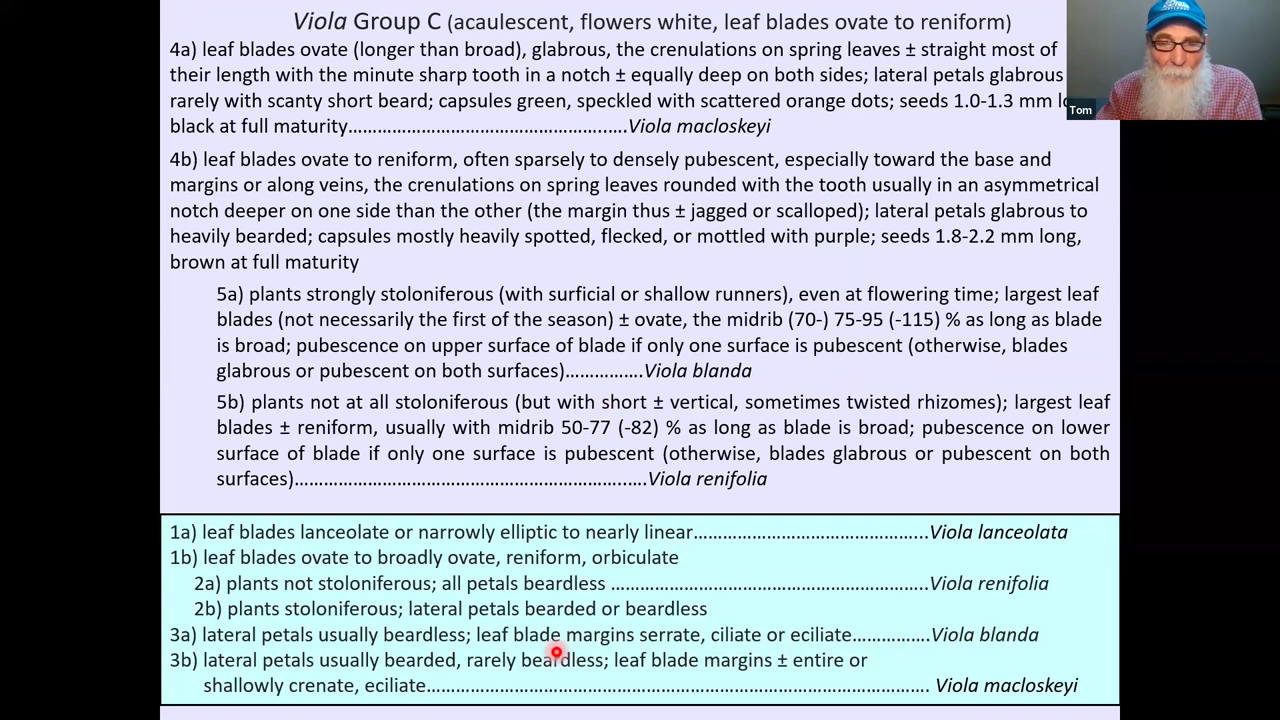 Viola Group C (acaulescent, flowers white, leaf blades ovate to reniform)
4a) leaf blades ovate (longer than broad), glabrous, the crenulations on spring leaves ± straight most of
their length with the minute sharp tooth in a notch ± equally deep on both sides; lateral petals glabrous
rarely with scanty short beard; capsules green, speckled with scattered orange dots; seeds 1.0-1.3 mm
black at full maturity……………………………………………..…..Viola macloskeyi
Tom
4b) leaf blades ovate to reniform, often sparsely to densely pubescent, especially toward the base and
margins or along veins, the crenulations on spring leaves rounded with the tooth usually in an asymmetrical
notch deeper on one side than the other (the margin thus ± jagged or scalloped); lateral petals glabrous to
heavily bearded; capsules mostly heavily spotted, flecked, or mottled with purple; seeds 1.8-2.2 mm long,
brown at full maturity
5a) plants strongly stoloniferous (with surficial or shallow runners), even at flowering time; largest leaf
blades (not necessarily the first of the season) ± ovate, the midrib (70-) 75-95 (-115) % as long as blade
is broad; pubescence on upper surface of blade if only one surface is pubescent (otherwise, blades
glabrous or pubescent on both surfaces)…………….Viola blanda
5b) plants not at all stoloniferous (but with short ± vertical, sometimes twisted rhizomes); largest leaf
blades ± reniform, usually with midrib 50-77 (-82) % as long as blade is broad; pubescence on lower
surface of blade if only one surface is pubescent (otherwise, blades glabrous or pubescent on both
surfaces)…………………………………………………………..…..Viola renifolia
1a) leaf blades lanceolate or narrowly elliptic to nearly linear………………………………………...Viola lanceolata
1b) leaf blades ovate to broadly ovate, reniform, orbiculate
2a) plants not stoloniferous; all petals beardless ………………………………………………………..Viola renifolia
2b) plants stoloniferous; lateral petals bearded or beardless
3a) lateral petals usually beardless; leaf blade margins serrate, ciliate or eciliate…………….Viola blanda
3b) lateral petals usually bearded, rarely beardless; leaf blade margins ± entire or
shallowly crenate, eciliate………………………………………………………………………………………. Viola macloskeyi